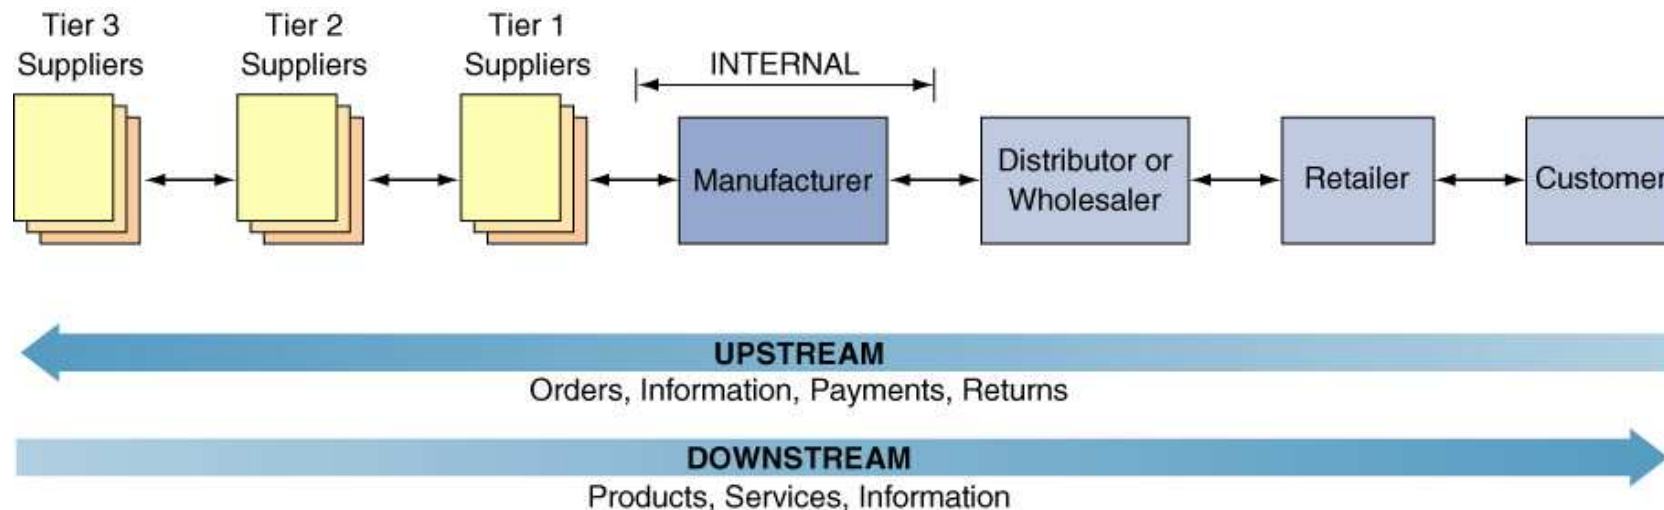 Tier 3
Suppliers
Tier 2
Suppliers
Tier 1
Suppliers
INTERNAL
Manufacturer
Distributor or
Wholesaler
Retailer
Customer
UPSTREAM
Orders, Information, Payments, Returns
DOWNSTREAM
Products, Services, Information